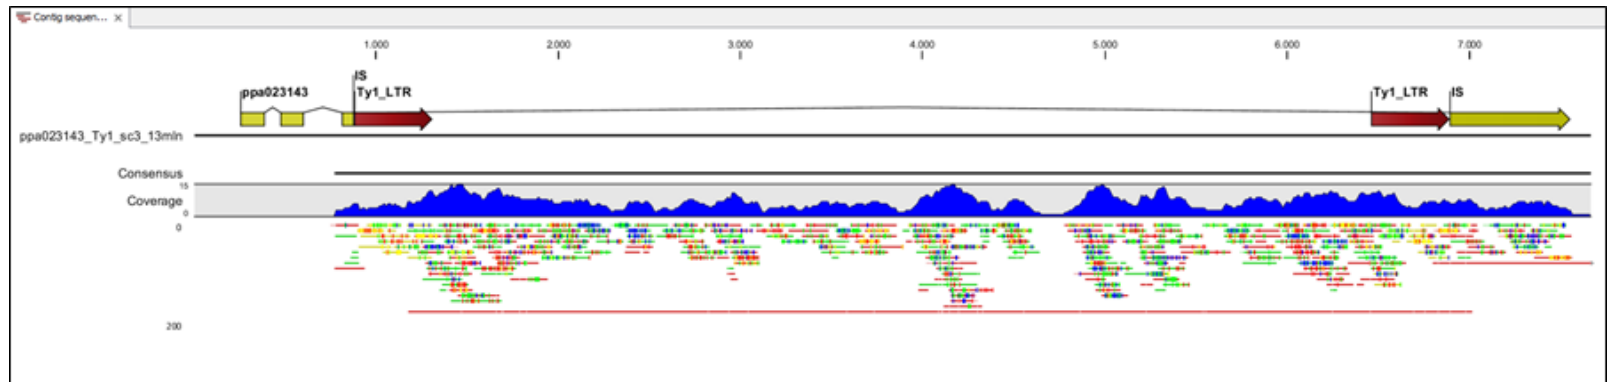 Contig sequen... ×
1.000 2.000 3.000 4.000 5.000 6.000 7.000
IS
ppa023143 Ty1_LTR Ty1_LTR IS
ppa023143_Ty1_sc3_13mln
Consensus
15
Coverage
0
0
200